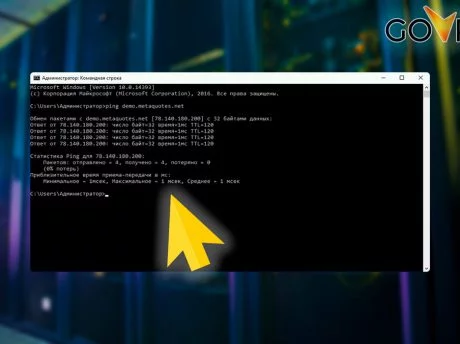 GOV
Администратор: Командная строка
Microsoft Windows [Version 10.0.14393]
(c) Корпорация Майкрософт (Microsoft Corporation), 2016. Все права защищены.
C:\Users\Администратор>ping demo.metaquotes.net
Обмен пакетами с demo.metaquotes.net [78.140.180.200] с 32 байтами данных:
Ответ от 78.140.180.200: число байт=32 время=1мс TTL=120
Ответ от 78.140.180.200: число байт=32 время=1мс TTL=120
Ответ от 78.140.180.200: число байт=32 время=1мс TTL=120
Ответ от 78.140.180.200: число байт=32 время=1мс TTL=120
Статистика Ping для 78.140.180.200:
Пакетов: отправлено = 4, получено = 4, потеряно = 0
(0% потерь)
Приблизительное время приема-передачи в мс:
Минимальное = 1мсек, Максимальное = 1 мсек, Среднее = 1 мсек
C:\Users\Администратор>